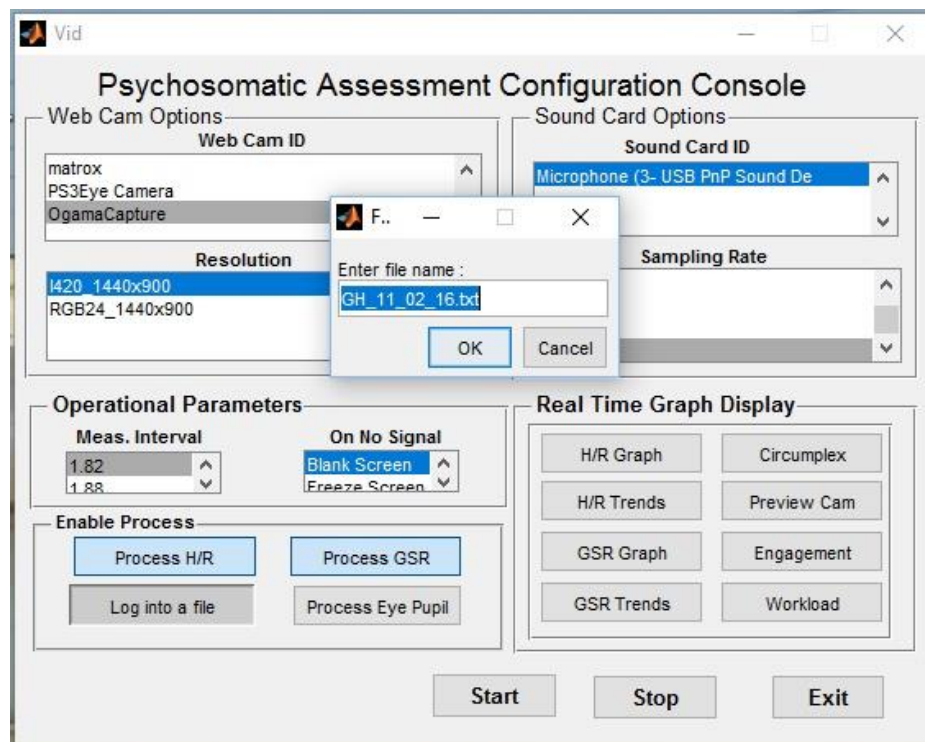 Vid
Psychosomatic Assessment Configuration Console
Web Cam Options
Web Cam ID
matrox
PS3Eye Camera
OgamaCapture
Resolution
I420_1440x900
RGB24_1440x900
Sound Card Options
Sound Card ID
Microphone (3- USB PnP Sound De
Sampling Rate
F..
Enter file name :
GH_11_02_16.txt
OK Cancel
Operational Parameters
Meas. Interval
1.82
1.88
On No Signal
Blank Screen
Freeze Screen
Enable Process
Process H/R Process GSR
Log into a file Process Eye Pupil
Real Time Graph Display
H/R Graph Circumplex
H/R Trends Preview Cam
GSR Graph Engagement
GSR Trends Workload
Start Stop Exit